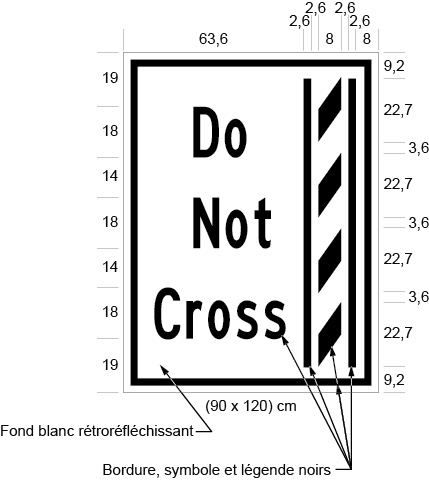 2,6 2,6
2,6 2,6
63,6 8 8
19
18
14
18
14
18
19
9,2
22,7
3,6
22,7
3,6
22,7
3,6
22,7
9,2
Do
Not
Cross
(90 x 120) cm
Fond blanc rétroréfléchissant
Bordure, symbole et légende noirs